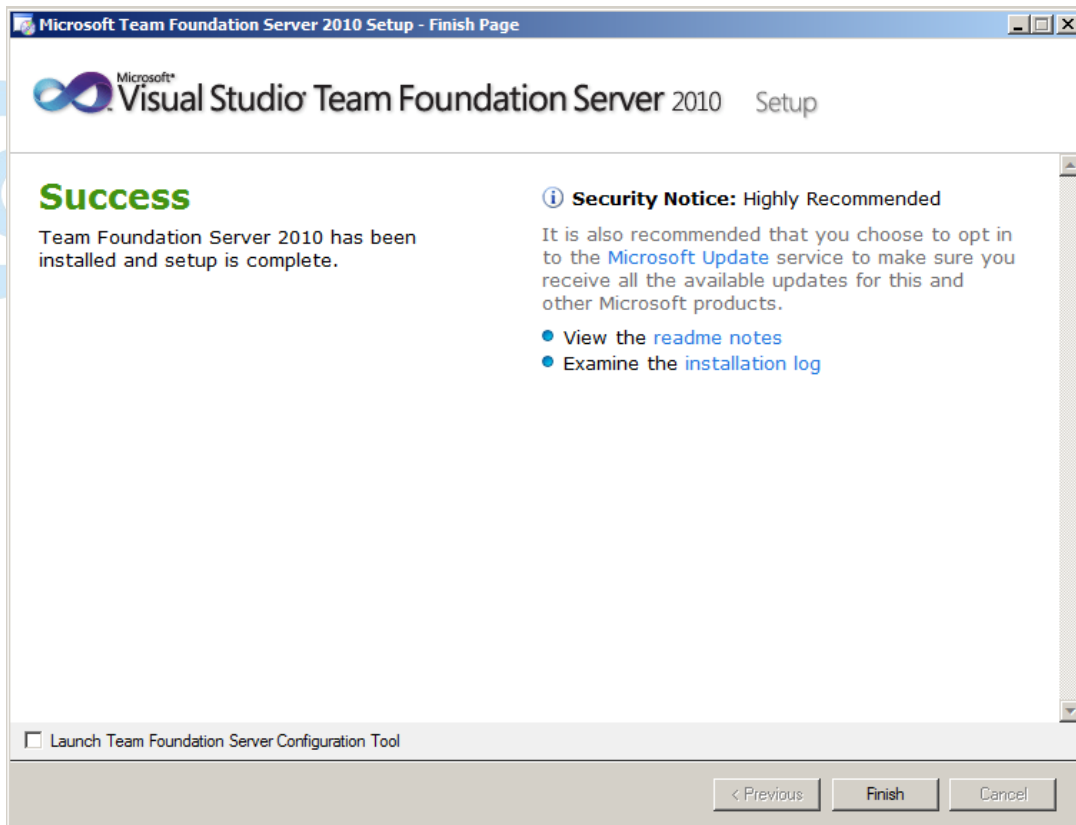 Microsoft Team Foundation Server 2010 Setup - Finish Page
Microsoft®
Visual Studio® Team Foundation Server 2010 Setup
Success
Team Foundation Server 2010 has been
installed and setup is complete.
Security Notice: Highly Recommended
It is also recommended that you choose to opt in
to the Microsoft Update service to make sure you
receive all the available updates for this and
other Microsoft products.
View the readme notes
Examine the installation log
Launch Team Foundation Server Configuration Tool
< Previous
Finish
Cancel